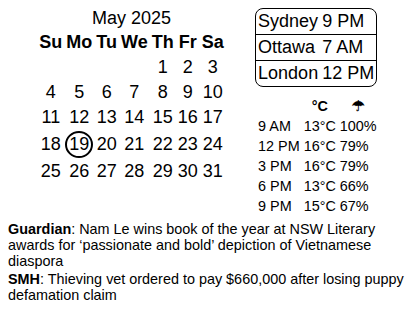 May 2025
Su Mo Tu We Th Fr Sa
1 2 3
4 5 6 7 8 9 10
11 12 13 14 15 16 17
18 19 20 21 22 23 24
25 26 27 28 29 30 31
Sydney 9 PM
Ottawa 7 AM
London 12 PM
°C ☂
9 AM 13°C 100%
12 PM 16°C 79%
3 PM 16°C 79%
6 PM 13°C 66%
9 PM 15°C 67%
Guardian: Nam Le wins book of the year at NSW Literary
awards for ‘passionate and bold’ depiction of Vietnamese
diaspora
SMH: Thieving vet ordered to pay $660,000 after losing puppy
defamation claim